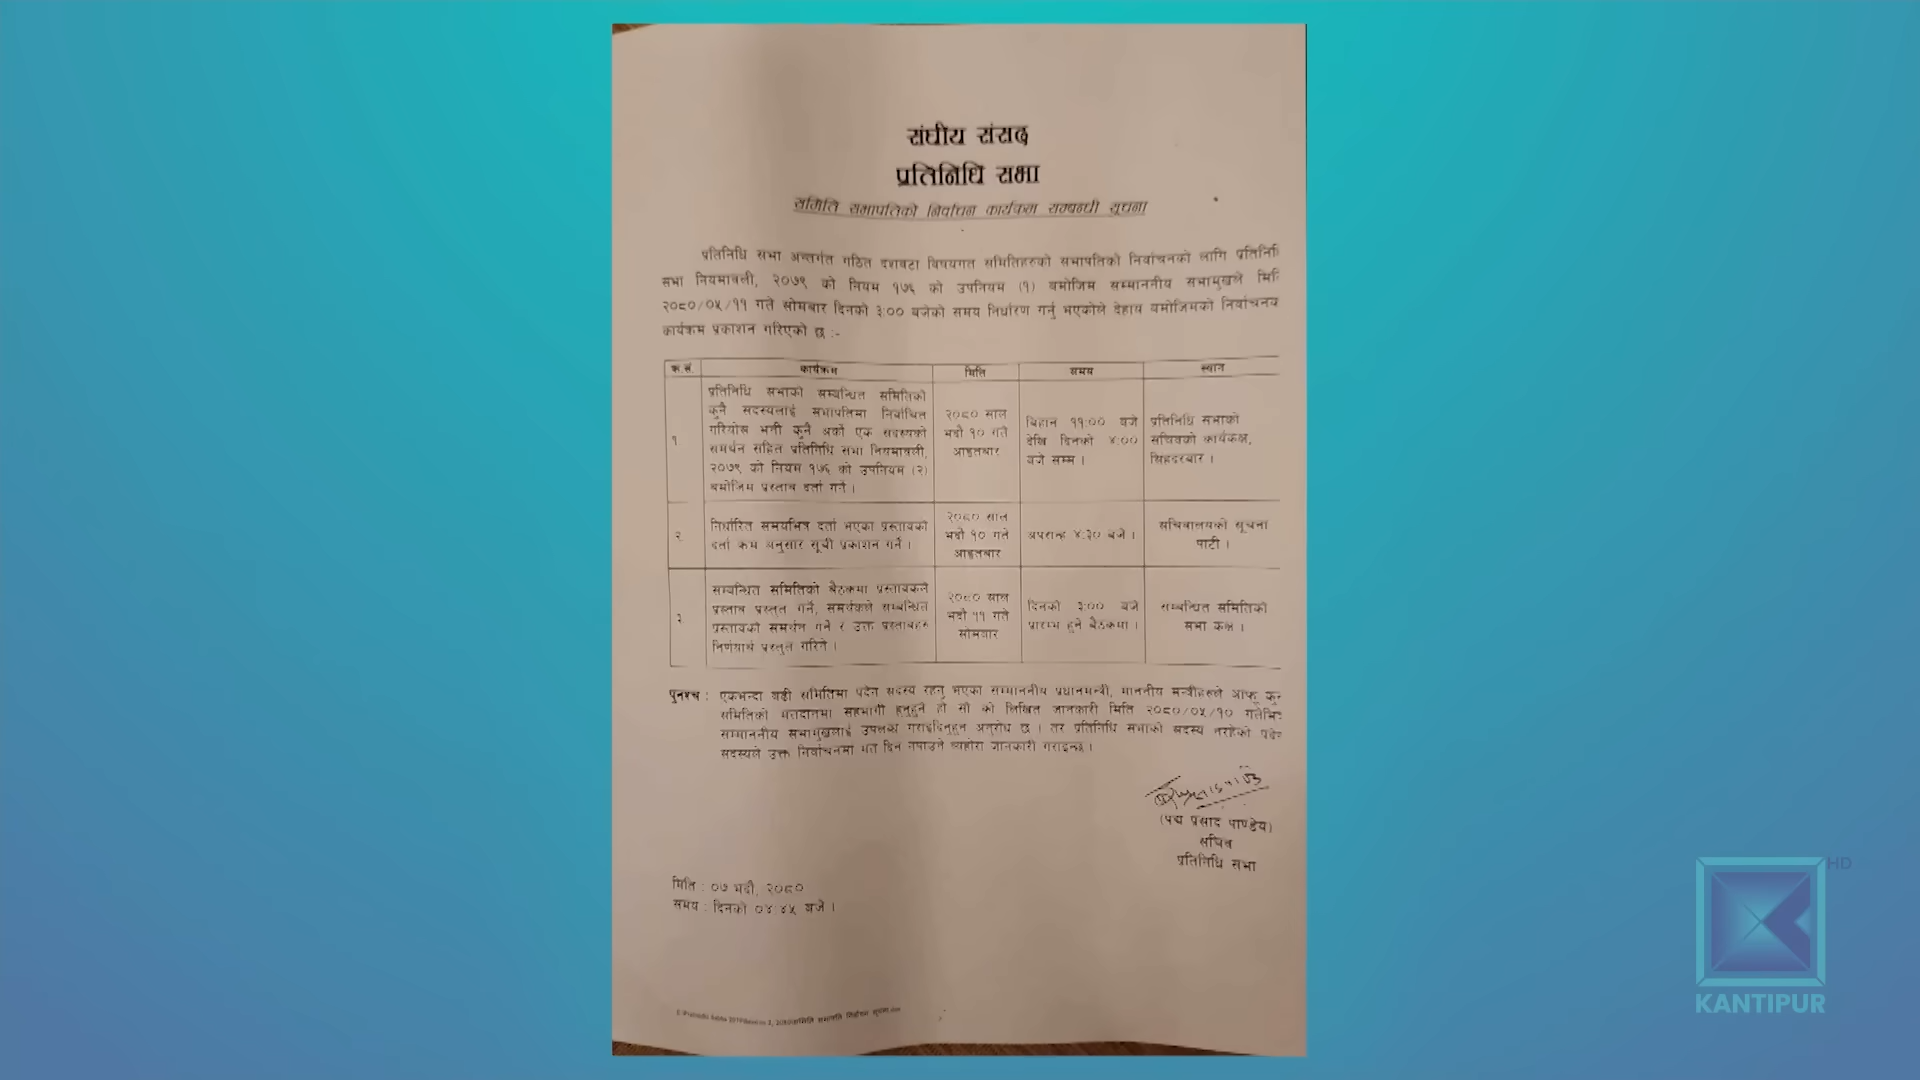 संघीय संसद
प्रतिनिधि सभा
समिति सभापतिको निर्वाचन कार्यक्रम सम्बन्धी सूचना
प्रतिनिधि सभा अन्तर्गत गठित दशवटा विषयगत समितिहरुको सभापतिको निर्वाचनको लागि प्रतिनिधि
सभा नियमावली, २०७९ को नियम १७६ को उपनियम (१) बमोजिम सम्माननीय सभामुखले मिति
२०८०/०५/११ गते सोमबार दिनको ३:०० बजेको समय निर्धारण गर्नु भएकोले देहाय बमोजिमको निर्वाचनक
कार्यक्रम प्रकाशन गरिएको छ :-
क्र.सं. कार्यक्रम मिति समय स्थान
१
प्रतिनिधि सभाको सम्बन्धित समितिको
कुनै सदस्यलाई सभापतिमा निर्वाचित
गरियोस भनी कुनै अर्को एक सदस्यको
समर्थन सहित प्रतिनिधि सभा नियमावली,
२०७९ को नियम १७६ को उपनियम (२)
बमोजिम प्रस्ताव दर्ता गर्ने ।
२०८० साल
भदौ १० गते
आइतबार
बिहान ११:०० बजे
देखि दिनको ४:००
बजे सम्म ।
प्रतिनिधि सभाको
सचिवको कार्यकक्ष,
सिंहदरबार ।
२
निर्धारित समयभित्र दर्ता भएका प्रस्तावको
दर्ता क्रम अनुसार सूची प्रकाशन गर्ने ।
२०८० साल
भदौ १० गते
आइतबार
अपरान्ह ४:३० बजे ।
सचिवालयको सूचना
पाटी ।
३
सम्बन्धित समितिको बैठकमा प्रस्तावकले
प्रस्ताव प्रस्तुत गर्ने, समर्थकले सम्बन्धित
प्रस्तावको समर्थन गर्ने र उक्त प्रस्तावहरु
निर्णयार्थ प्रस्तुत गरिने ।
२०८० साल
भदौ ११ गते
सोमबार
दिनको ३:०० बजे
प्रारम्भ हुने बैठकमा ।
सम्बन्धित समितिको
सभा कक्ष ।
पुनश्च : एकभन्दा बढी समितिमा पदेन सदस्य रहनु भएका सम्माननीय प्रधानमन्त्री, माननीय मन्त्रीहरुले आफू कुन
समितिको मतदानमा सहभागी हुनुहुने हो सो को लिखित जानकारी मिति २०८०/०५/१० गतेभित्र
सम्माननीय सभामुखलाई उपलब्ध गराइदिनुहुन अनुरोध छ । तर प्रतिनिधि सभाको सदस्य नरहेको पदेन
सदस्यले उक्त निर्वाचनमा मत दिन नपाउने व्यहोरा जानकारी गराइन्छ ।
(पद्म प्रसाद पाण्डेय)
सचिव
प्रतिनिधि सभा
मिति : ०७ भदौ, २०८०
समय : दिनको ०४:४५ बजे ।
HD
KANTIPUR